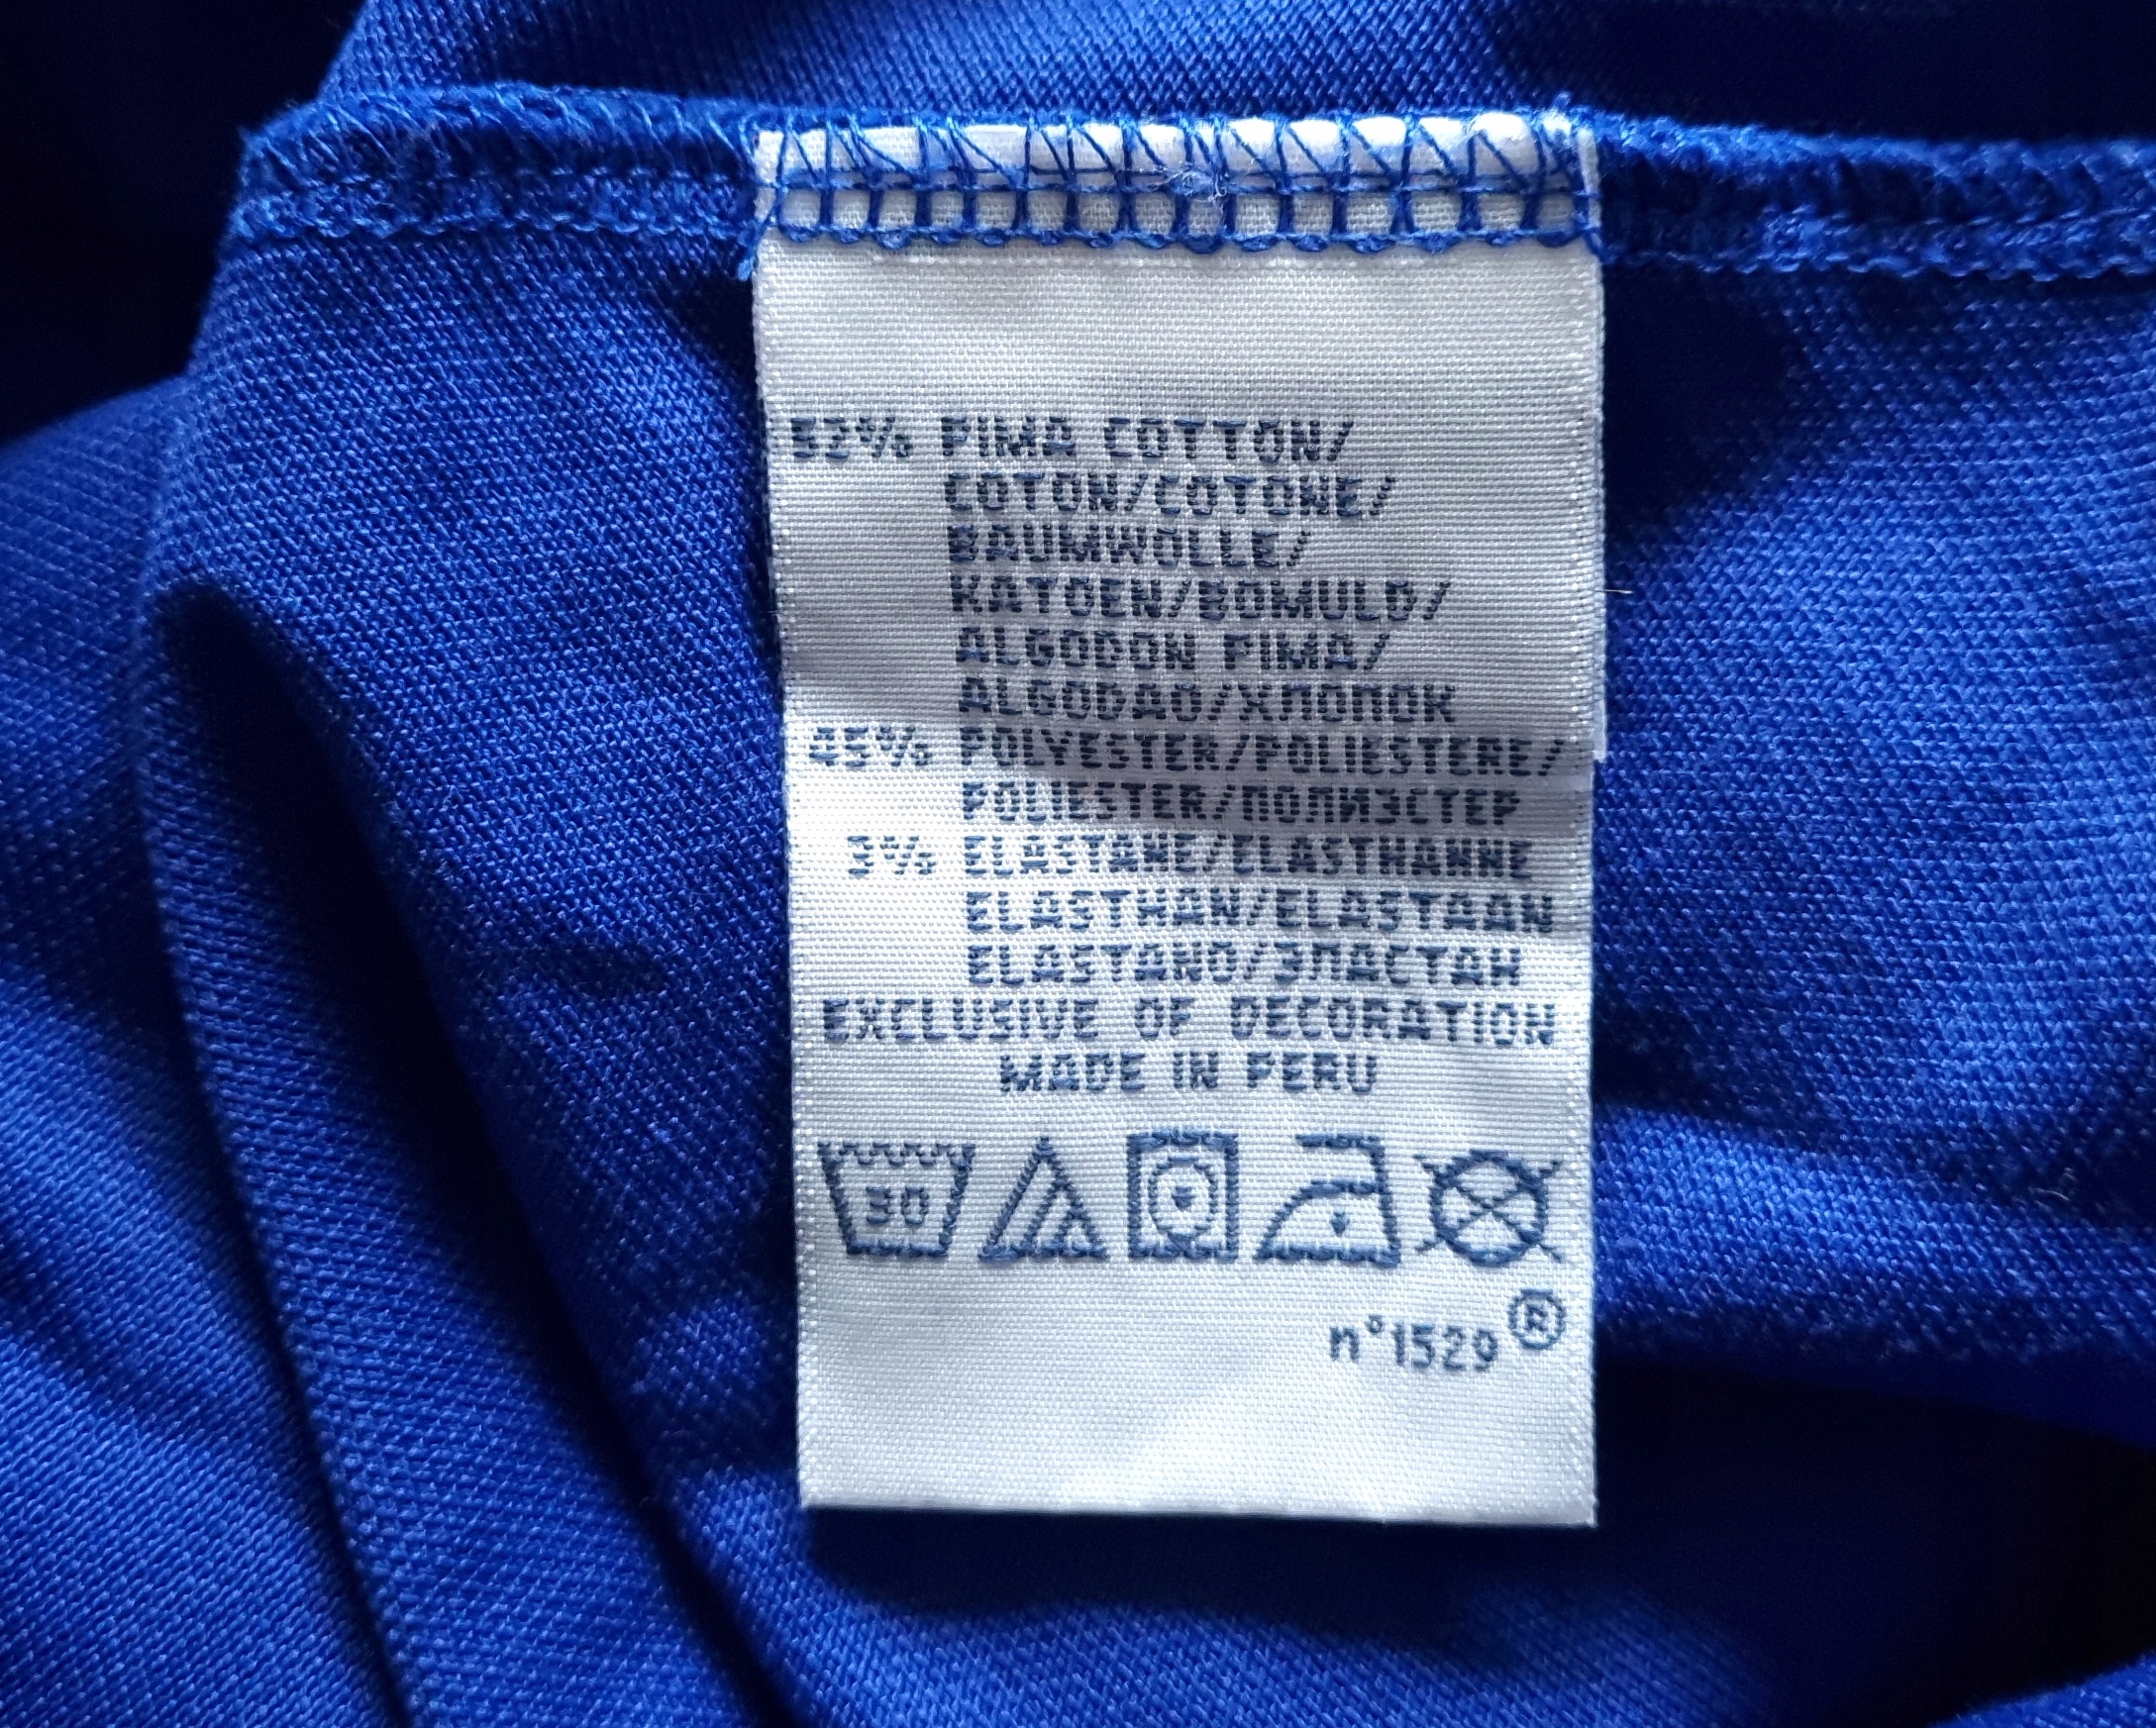 52% PIMA COTTON/
COTON/COTONE/
BAUMWOLLE/
KATOEN/BOMULD/
ALGODON PIMA/
ALGODAO/ХЛОПОК
45% POLYESTER/POLIESTERE/
POLIESTER/ПОЛИЭСТЕР
3% ELASTANE/ELASTHANNE
ELASTHAN/ELASTAAN
ELASTANO/ЭЛАСТАН
EXCLUSIVE OF DECORATION
MADE IN PERU
30
n°1529®